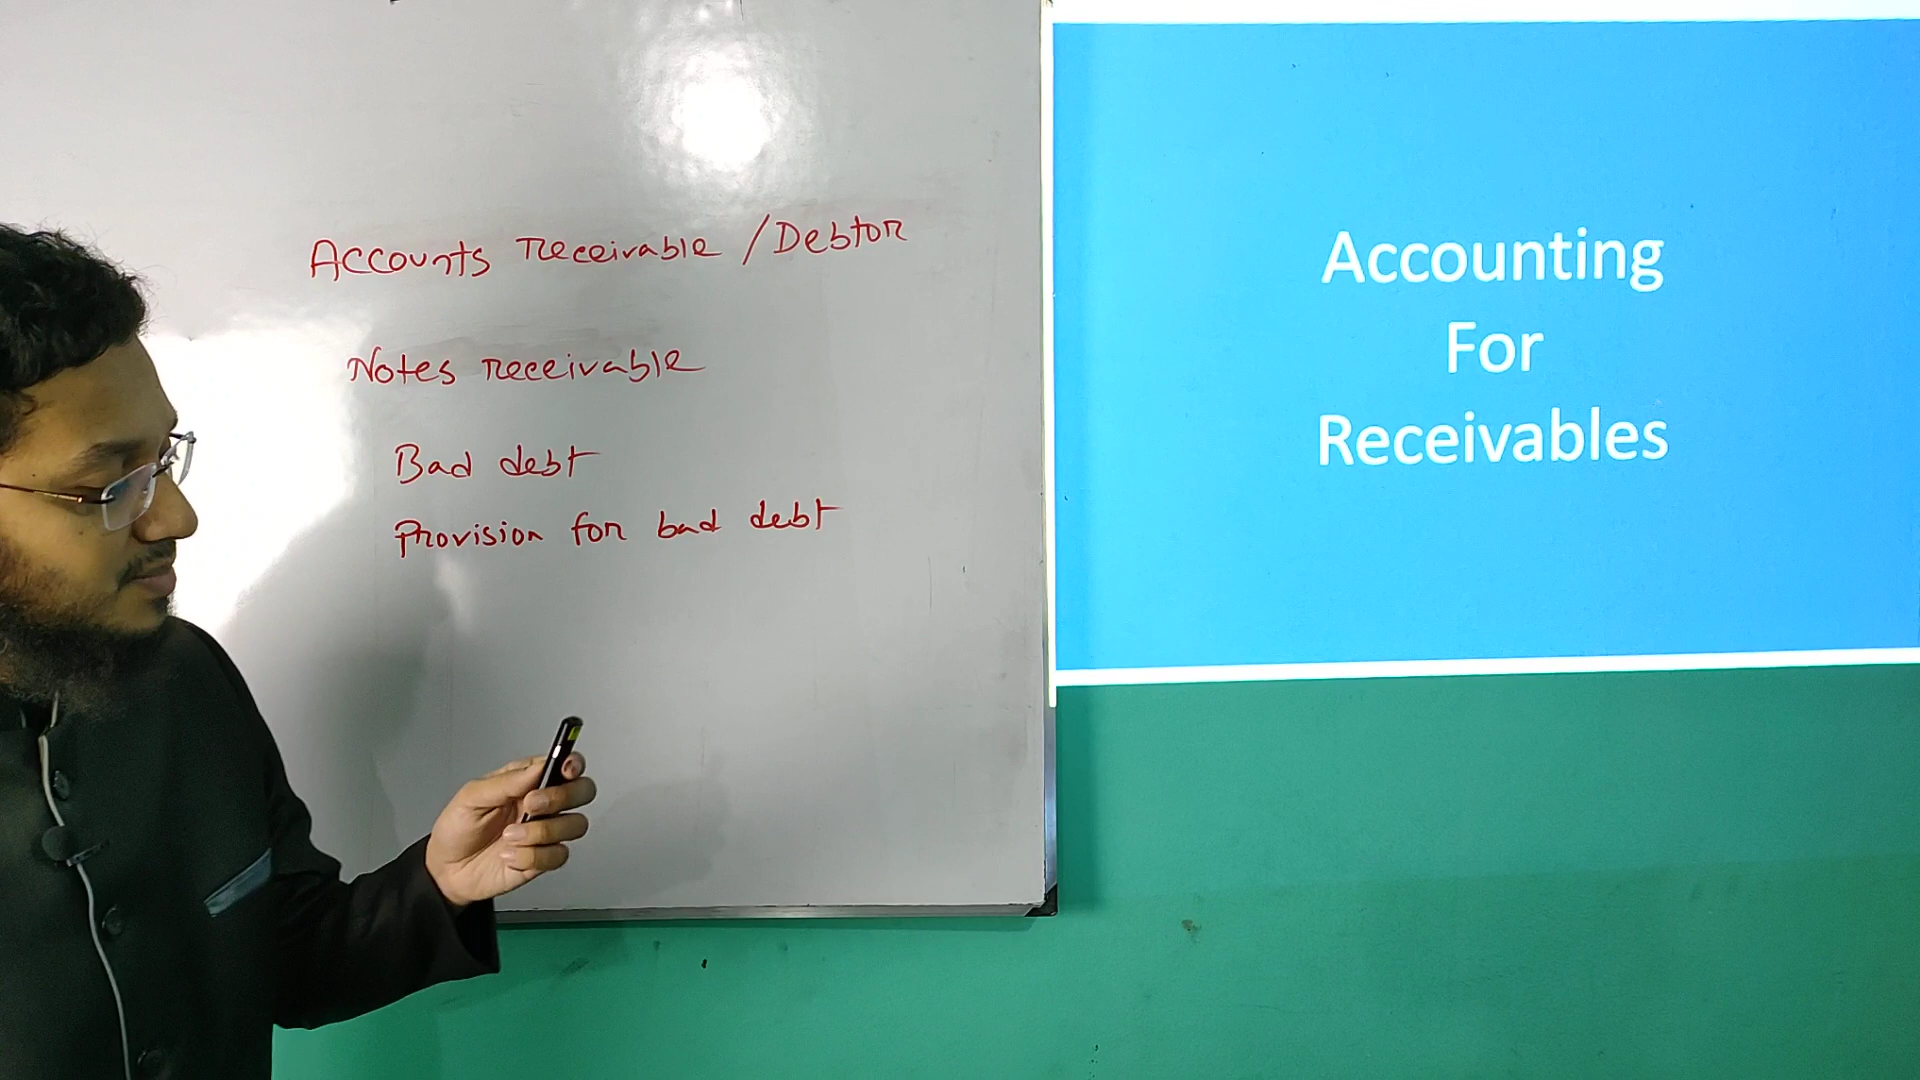 Accounts receivable / Debtor
Notes receivable
Bad debt
Provision for bad debt
Accounting
For
Receivables